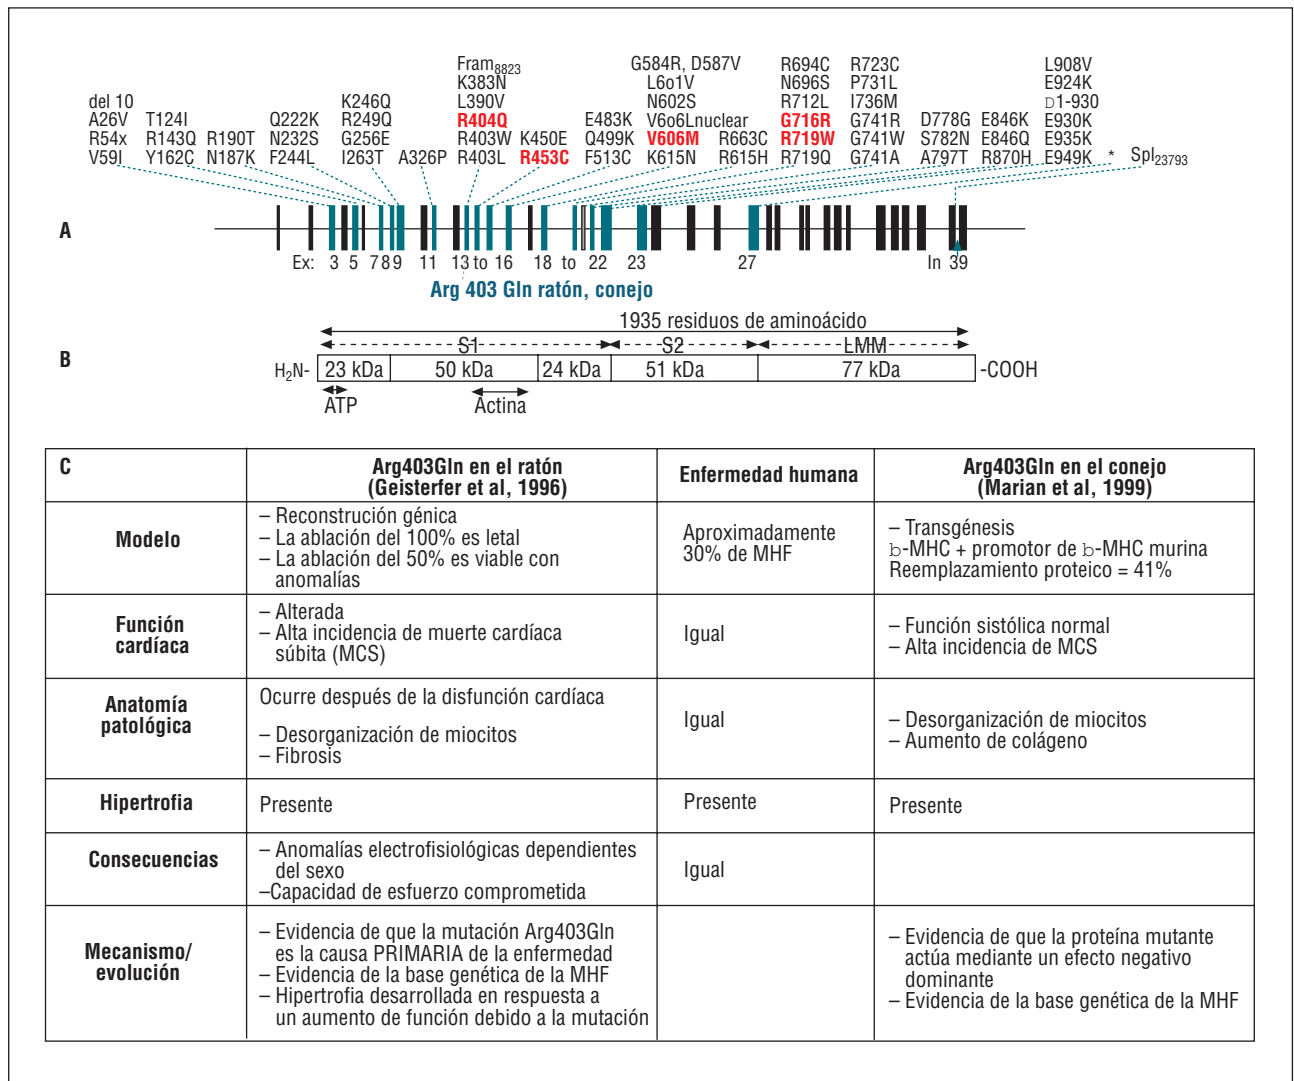 Fram8823 G584R, D587V R694C R723C L908V
K383N L6o1V N696S P731L E924K
del 10 K246Q L390V N602S R712L I736M D1-930
A26V T124I Q222K R249Q R404Q E483K V6o6Lnuclear G716R G741R D778G E846K E930K
R54x R143Q R190T N232S G256E R403W K450E Q499K V606M R663C R719W G741W S782N E846Q E935K
V59I Y162C N187K F244L I263T A326P R403L R453C F513C K615N R615H R719Q G741A A797T R870H E949K * Spl23793
A
Ex: 3 5 7 8 9 11 13 to 16 18 to 22 23 27 In 39
Arg 403 Gln ratón, conejo
1935 residuos de aminoácido
S1 S2 LMM
B
H2N- 23 kDa 50 kDa 24 kDa 51 kDa 77 kDa -COOH
ATP Actina
C
Arg403Gln en el ratón
(Geisterfer et al, 1996)
Enfermedad humana
Arg403Gln en el conejo
(Marian et al, 1999)
Modelo
– Reconstrución génica
– La ablación del 100% es letal
– La ablación del 50% es viable con
anomalías
Aproximadamente
30% de MHF
– Transgénesis
b-MHC + promotor de b-MHC murina
Reemplazamiento proteico = 41%
Función
cardíaca
– Alterada
– Alta incidencia de muerte cardíaca
súbita (MCS)
Igual
– Función sistólica normal
– Alta incidencia de MCS
Anatomía
patológica
Ocurre después de la disfunción cardíaca
– Desorganización de miocitos
– Fibrosis
Igual
– Desorganización de miocitos
– Aumento de colágeno
Hipertrofia
Presente
Presente
Presente
Consecuencias
– Anomalías electrofisiológicas dependientes
del sexo
–Capacidad de esfuerzo comprometida
Igual
Mecanismo/
evolución
– Evidencia de que la mutación Arg403Gln
es la causa PRIMARIA de la enfermedad
– Evidencia de la base genética de la MHF
– Hipertrofia desarrollada en respuesta a
un aumento de función debido a la mutación
– Evidencia de que la proteína mutante
actúa mediante un efecto negativo
dominante
– Evidencia de la base genética de la MHF